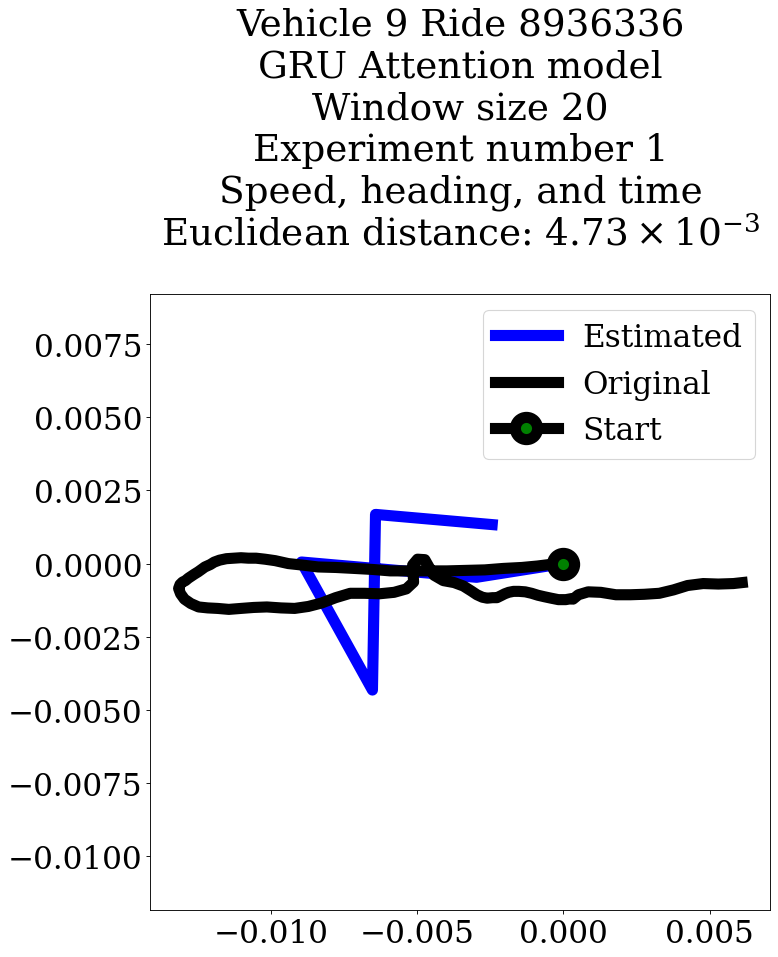 Vehicle 9 Ride 8936336
GRU Attention model
Window size 20
Experiment number 1
Speed, heading, and time
Euclidean distance: 4.73 × 10⁻³
Estimated
Original
Start
0.0075
0.0050
0.0025
0.0000
−0.0025
−0.0050
−0.0075
−0.0100
−0.010 −0.005 0.000 0.005